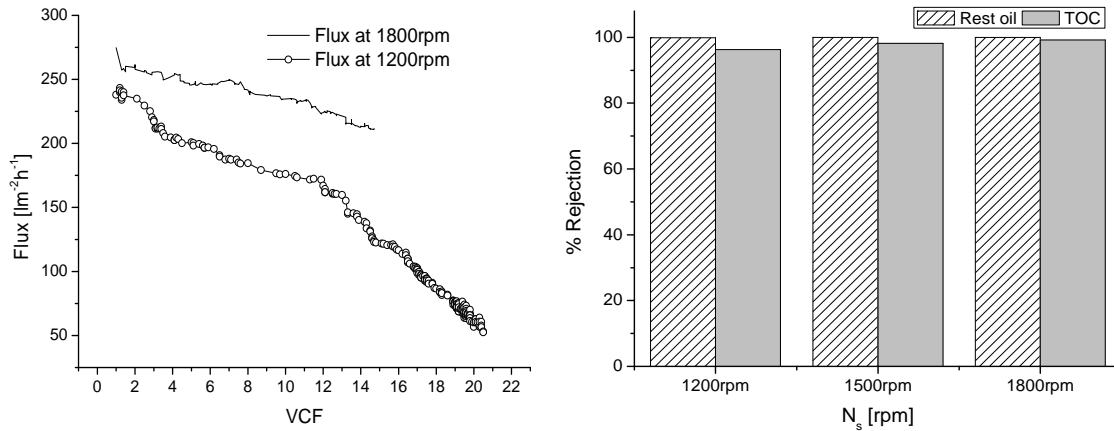 Flux at 1800rpm
Flux at 1200rpm
300
250
200
150
100
50
Flux [lm⁻²h⁻¹]
0 2 4 6 8 10 12 14 16 18 20 22
VCF
Rest oil TOC
100
80
60
40
20
0
% Rejection
1200rpm 1500rpm 1800rpm
Nₛ [rpm]